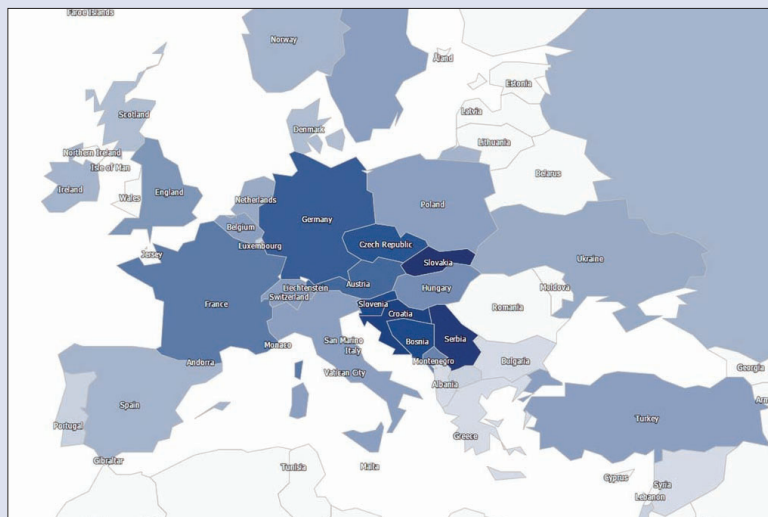 Faroe Islands
Norway
Åland
Estonia
Scotland
Latvia
Denmark
Lithuania
Northern Ireland
Isle of Man
Belarus
Ireland
Wales
England
Netherlands
Poland
Belgium
Germany
Luxembourg
Czech Republic
Jersey
Slovakia
Ukraine
Liechtenstein
Austria
Hungary
Moldova
Switzerland
France
Slovenia
Croatia
Romania
San Marino
Bosnia
Serbia
Monaco
Italy
Andorra
Montenegro
Bulgaria
Georgia
Vatican City
Albania
Arm
Spain
Turkey
Portugal
Greece
Gibraltar
Tunisia
Malta
Cyprus
Syria
Lebanon